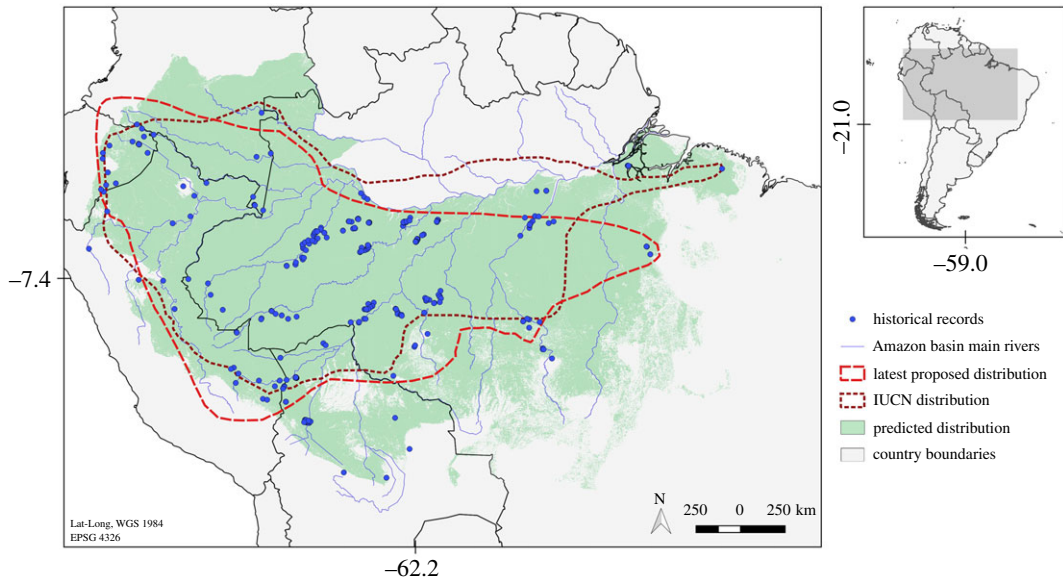 −7.4
−62.2
Lat-Long, WGS 1984
EPSG 4326
N
250 0 250 km
−21.0
−59.0
historical records
Amazon basin main rivers
latest proposed distribution
IUCN distribution
predicted distribution
country boundaries